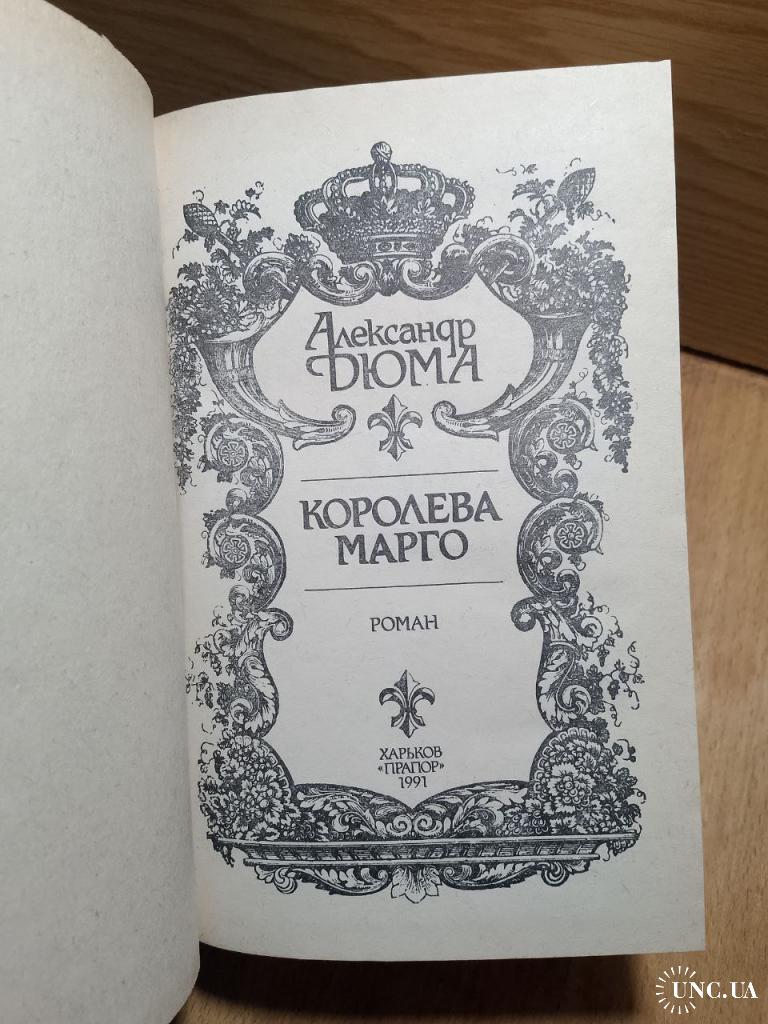 Александр
ДЮМА
КОРОЛЕВА
МАРГО
РОМАН
ХАРЬКОВ
«ПРАПОР»
1991
UNC.UA